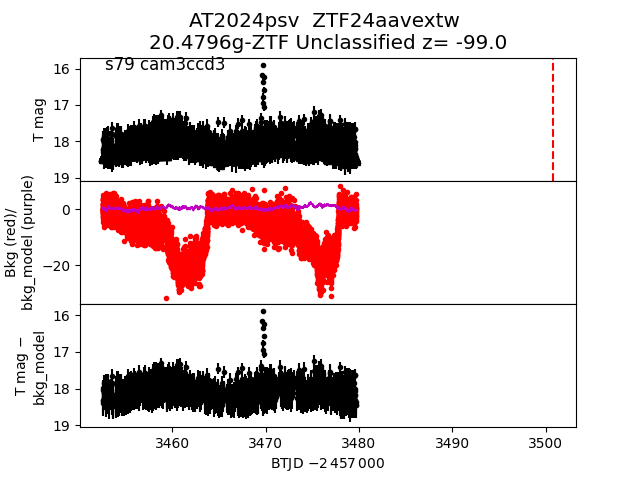 AT2024psv  ZTF24aavextw
20.4796g-ZTF Unclassified z= -99.0
s79 cam3ccd3
16
17
18
19
T mag
0
−20
Bkg (red)/
bkg_model (purple)
16
17
18
19
T mag −
bkg_model
3460
3470
3480
3490
3500
BTJD −2 457 000